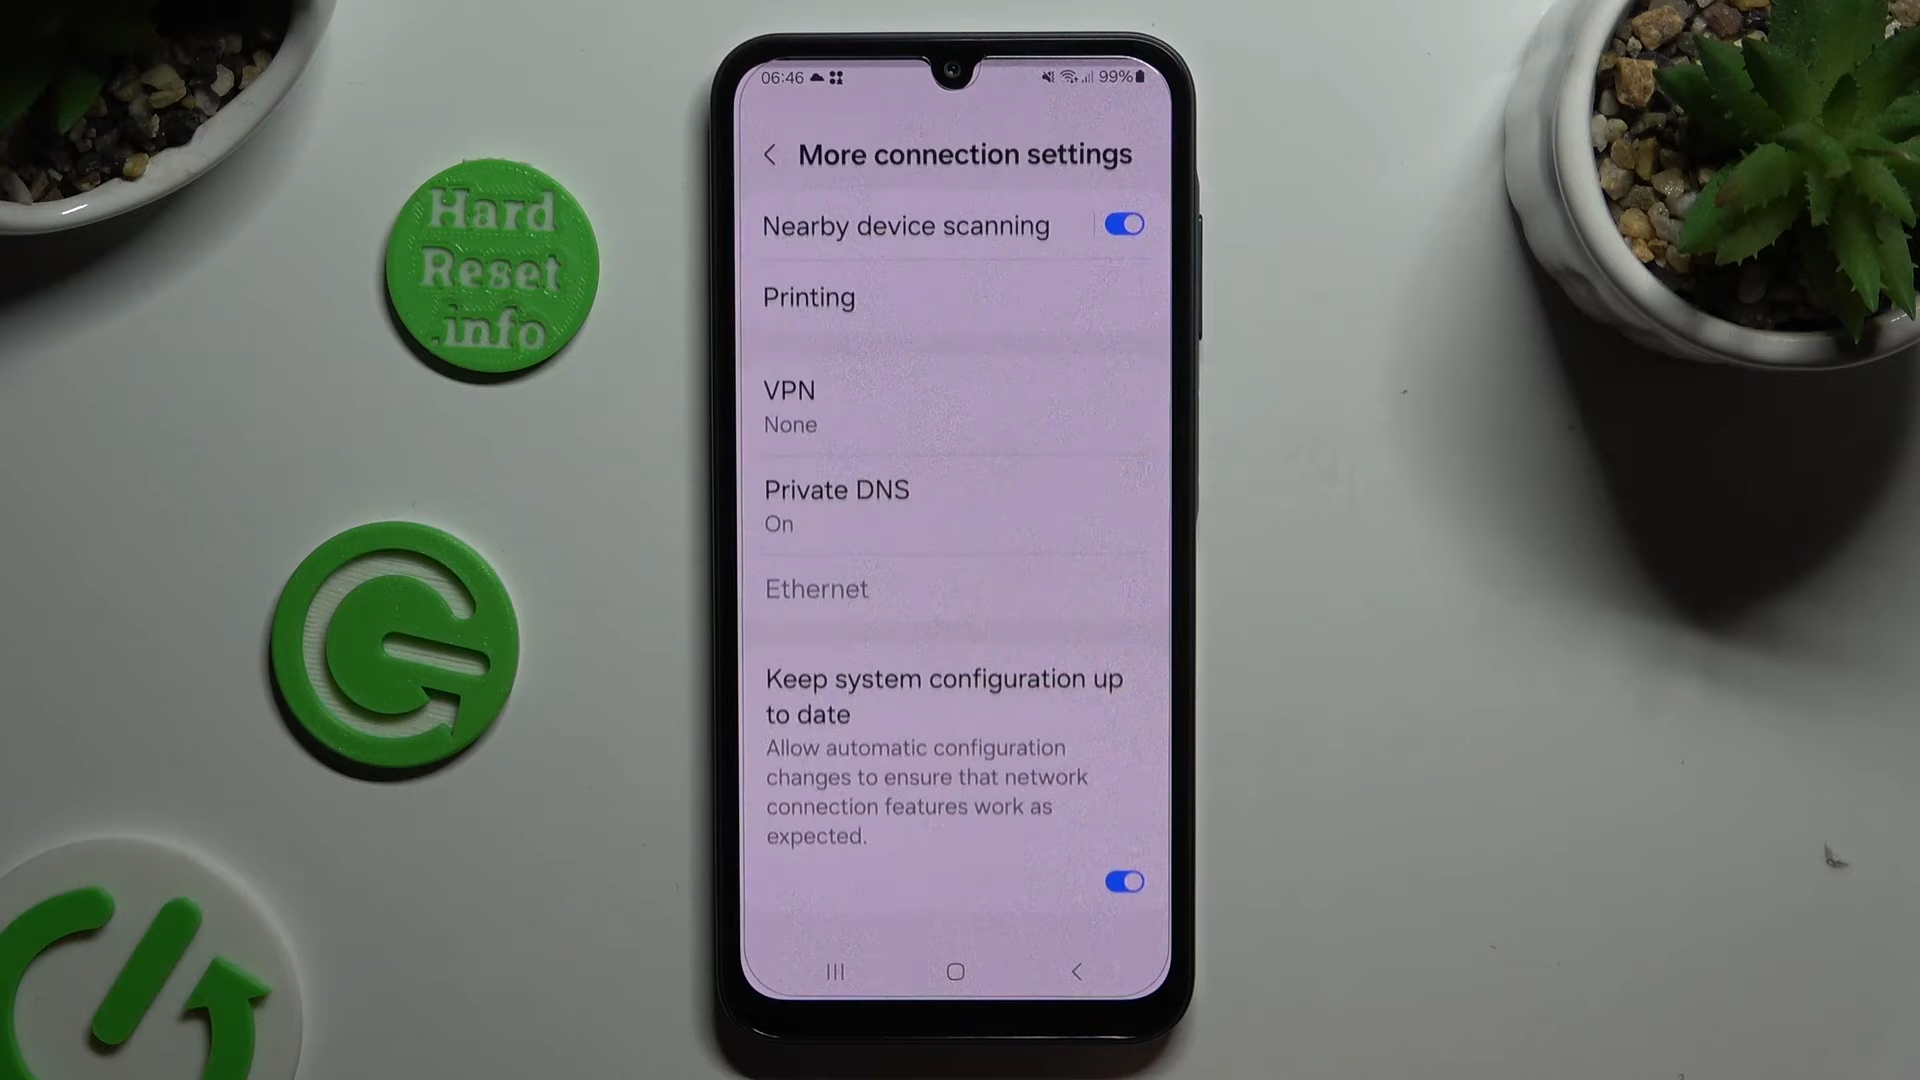 Hard
Reset
.info
06:46
99%
More connection settings
Nearby device scanning
Printing
VPN
None
Private DNS
On
Ethernet
Keep system configuration up
to date
Allow automatic configuration
changes to ensure that network
connection features work as
expected.